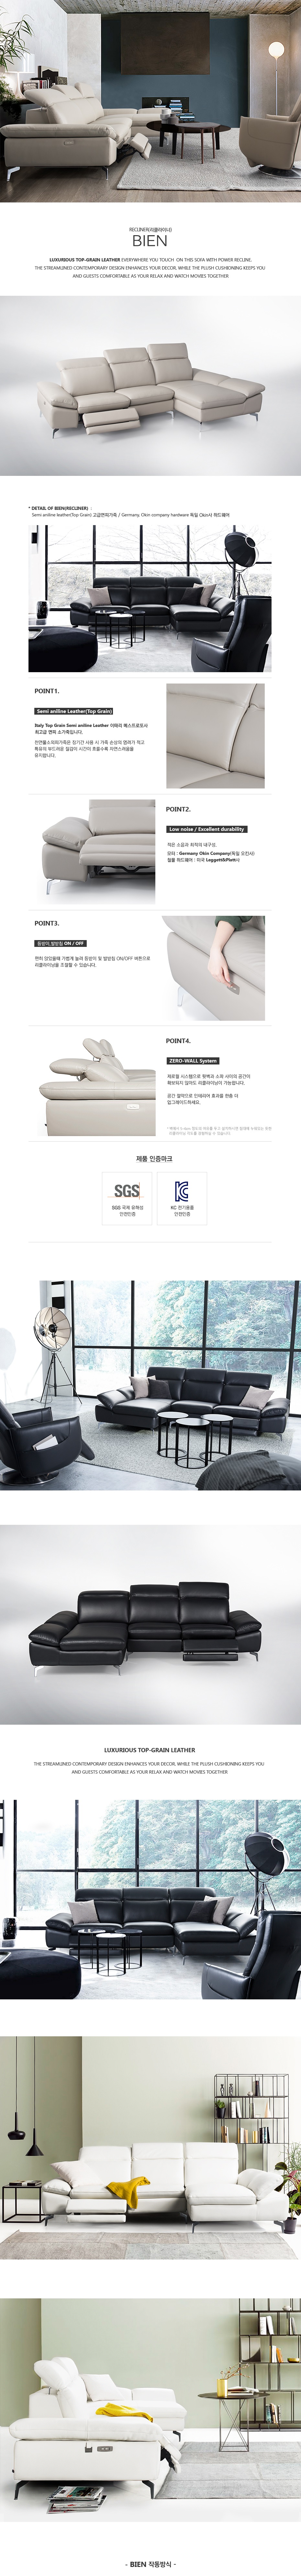 RECLINER(리클라이너)
BIEN
LUXURIOUS TOP-GRAIN LEATHER EVERYWHERE YOU TOUCH ON THIS SOFA WITH POWER RECLINE.
THE STREAMLINED CONTEMPORARY DESIGN ENHANCES YOUR DECOR, WHILE THE PLUSH CUSHIONING KEEPS YOU
AND GUESTS COMFORTABLE AS YOUR RELAX AND WATCH MOVIES TOGETHER
* DETAIL OF BIEN(RECLINER) :
Semi aniline leather(Top Grain) 고급면피가죽 / Germany, Okin company hardware 독일 Okin사 하드웨어
POINT1.
Semi aniline Leather(Top Grain)
Italy Top Grain Semi aniline Leather 이태리 마스트로또사
최고급 면피 소가죽입니다.
천연물소외피가죽은 장기간 사용 시 가죽 손상의 염려가 적고
특유의 부드러운 질감이 시간이 흐를수록 자연스러움을
유지합니다.
POINT2.
Low noise / Excellent durability
적은 소음과 최적의 내구성.
모터 : Germany Okin Company(독일 오킨사)
철물 하드웨어 : 미국 Leggett&Platt사
POINT3.
등받이,발받침 ON / OFF
편히 앉았을때 가볍게 눌러 등받이 및 발받침 ON/OFF 버튼으로
리클라이닝을 조절할 수 있습니다.
POINT4.
ZERO-WALL System
제로월 시스템으로 뒷벽과 소파 사이의 공간이
확보되지 않아도 리클라이닝이 가능합니다.
공간 절약으로 인테리어 효과를 한층 더
업그레이드하세요.
제품 인증마크
SGS
SGS 국제 유해성
안전인증
KC 전기용품
안전인증
LUXURIOUS TOP-GRAIN LEATHER
THE STREAMLINED CONTEMPORARY DESIGN ENHANCES YOUR DECOR, WHILE THE PLUSH CUSHIONING KEEPS YOU
AND GUESTS COMFORTABLE AS YOUR RELAX AND WATCH MOVIES TOGETHER
- BIEN 작동방식 -